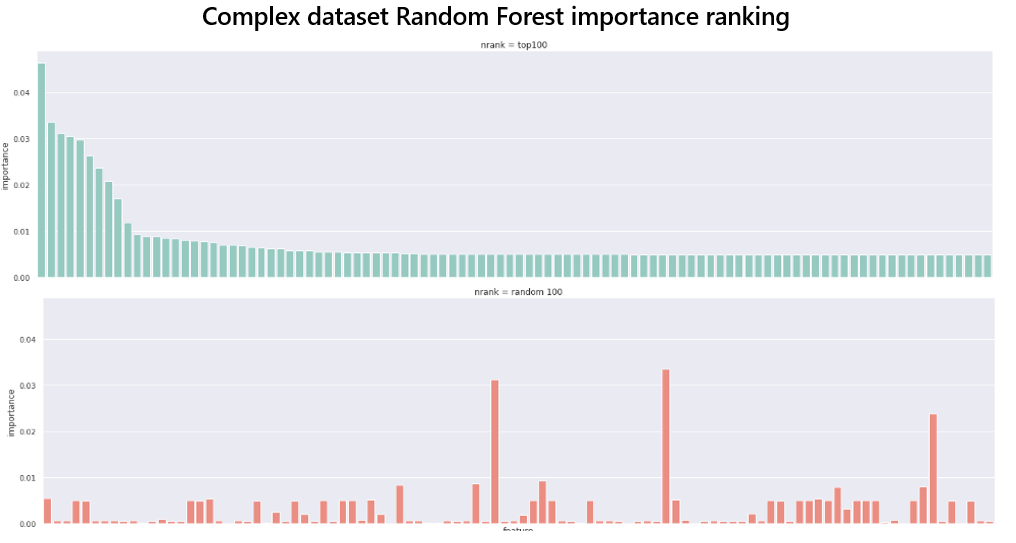 Complex dataset Random Forest importance ranking
nrank = top100
0.04
0.03
0.02
0.01
0.00
importance
nrank = random 100
0.04
0.03
0.02
0.01
0.00
importance
feature